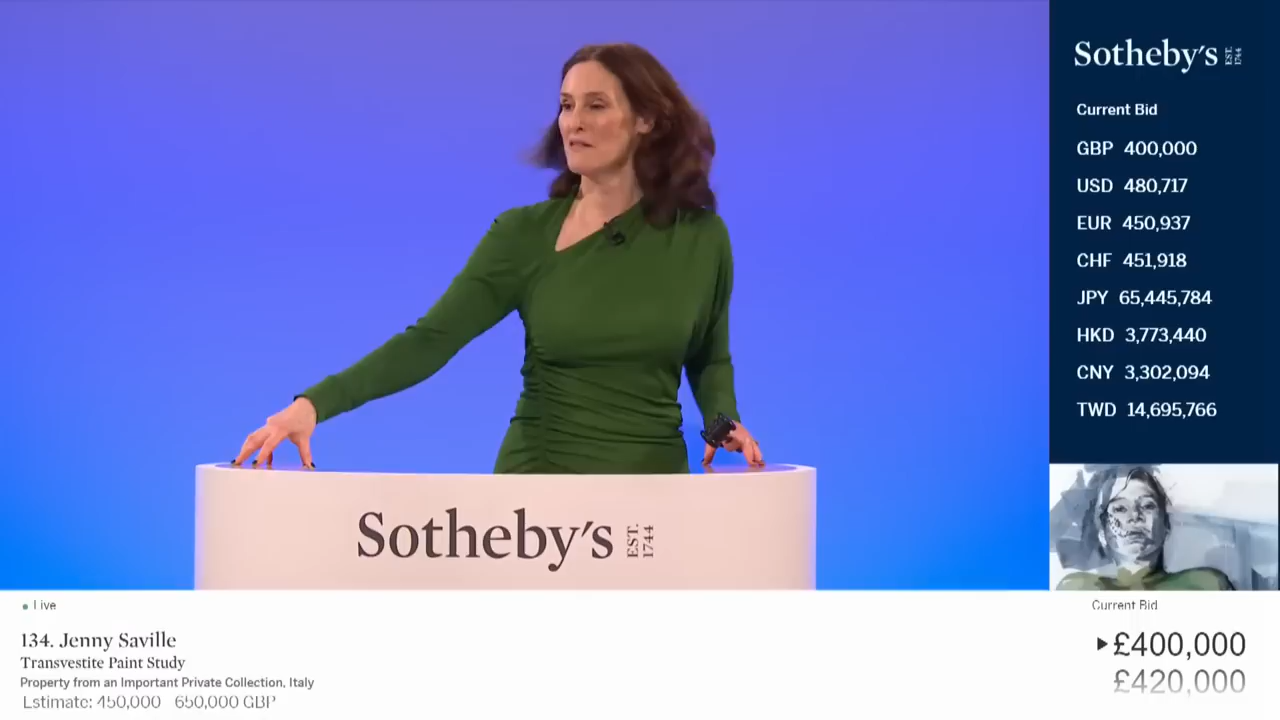 Sotheby's EST. 1744
Current Bid
GBP 400,000
USD 480,717
EUR 450,937
CHF 451,918
JPY 65,445,784
HKD 3,773,440
CNY 3,302,094
TWD 14,695,766
Sotheby's EST. 1744
Live
134. Jenny Saville
Transvestite Paint Study
Property from an Important Private Collection, Italy
Estimate: 450,000 650,000 GBP
Current Bid
£400,000
£420,000